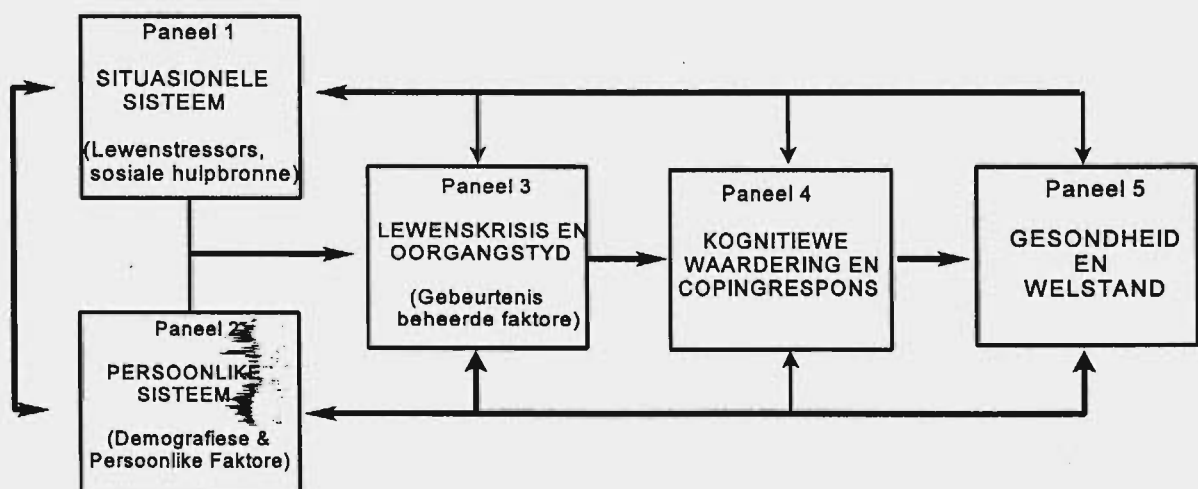 Paneel 1
SITUASIONELE
SISTEEM
(Lewenstressors,
sosiale hulpbronne)
Paneel 2
PERSOONLIKE
SISTEEM
(Demografiese &
Persoonlike Faktore)
Paneel 3
LEWENSKRISIS EN
OORGANGSTYD
(Gebeurtenis
beheerde faktore)
Paneel 4
KOGNITIEWE
WAARDERING EN
COPINGRESPONS
Paneel 5
GESONDHEID
EN
WELSTAND